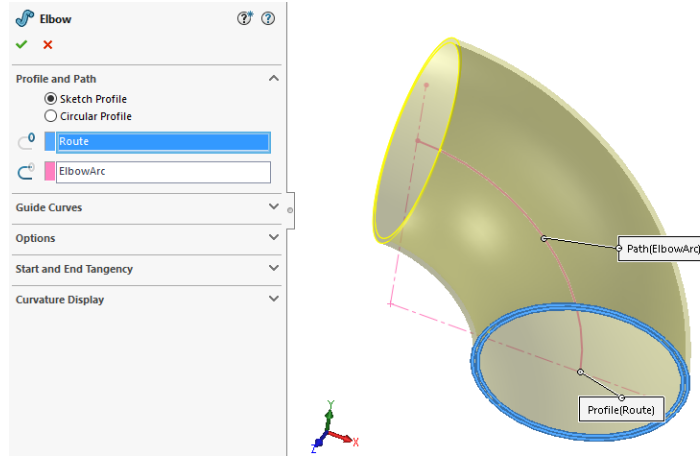 Elbow
Profile and Path
Sketch Profile
Circular Profile
Route
ElbowArc
Guide Curves
Options
Start and End Tangency
Curvature Display
Path(ElbowArc)
Profile(Route)
Y
X
Z